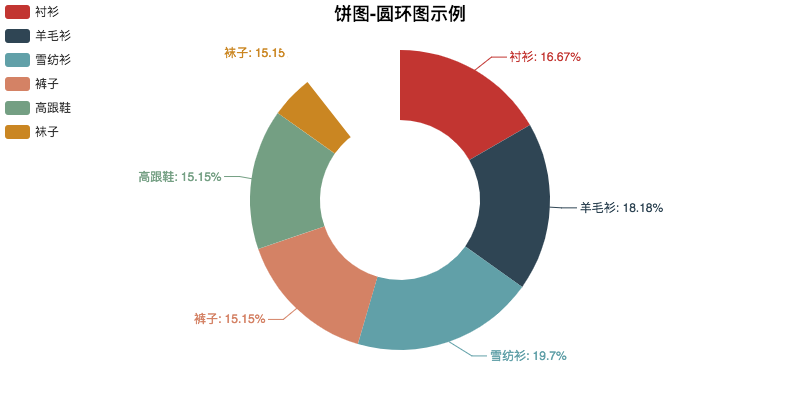 饼图-圆环图示例
衬衫
羊毛衫
雪纺衫
裤子
高跟鞋
袜子
袜子: 15.15
衬衫: 16.67%
高跟鞋: 15.15%
羊毛衫: 18.18%
裤子: 15.15%
雪纺衫: 19.7%